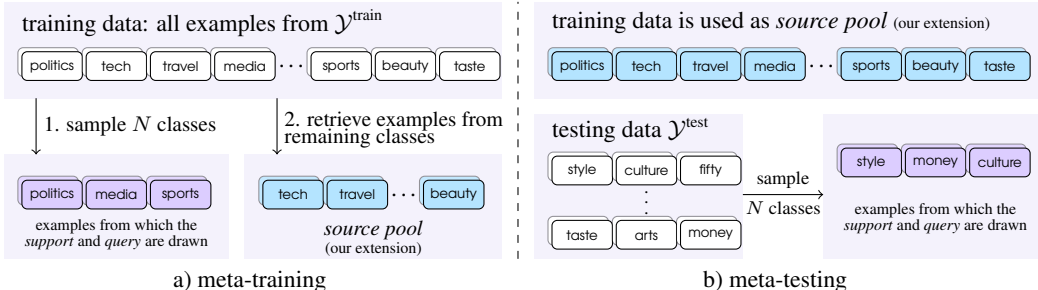 training data: all examples from 𝒴^train
politics tech travel media ··· sports beauty taste
1. sample N classes
2. retrieve examples from
remaining classes
politics media sports
examples from which the
support and query are drawn
tech travel ··· beauty
source pool
(our extension)
a) meta-training
training data is used as source pool (our extension)
politics tech travel media ··· sports beauty taste
testing data 𝒴^test
style culture fifty
⋮
taste arts money
sample
N classes
style money culture
examples from which the
support and query are drawn
b) meta-testing